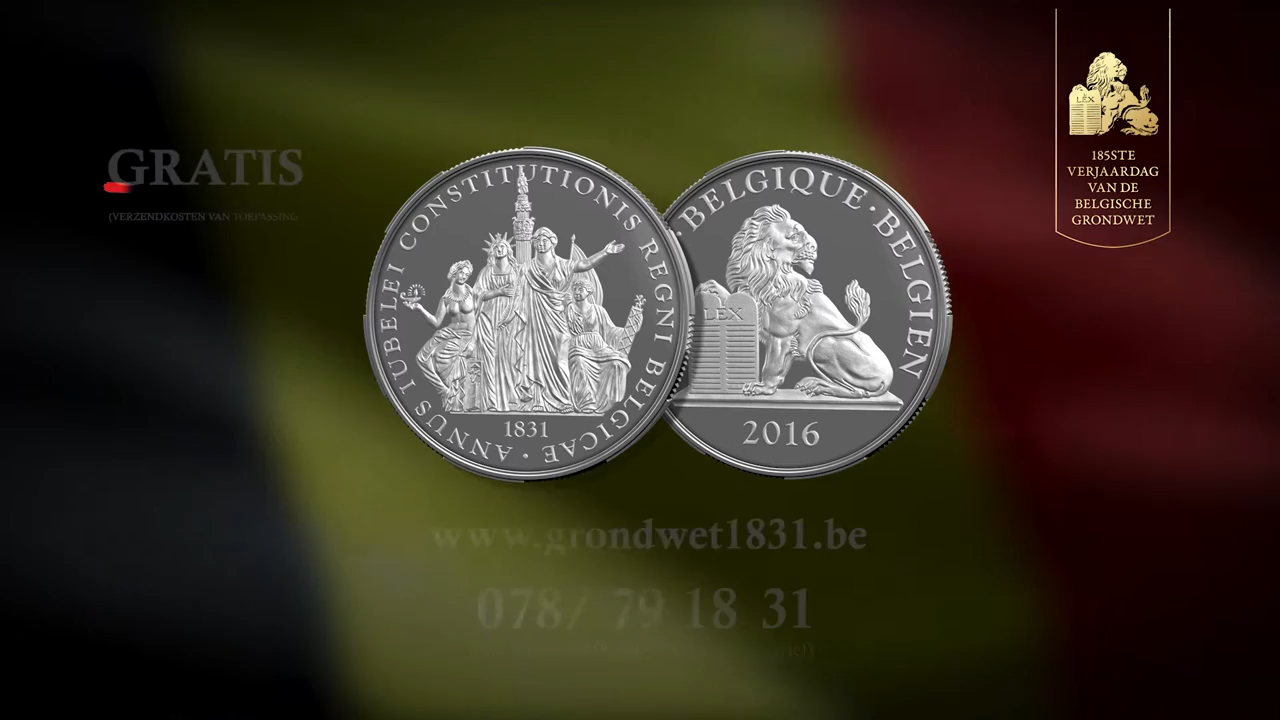 GRATIS
(VERZENDKOSTEN VAN TOEPASSING
ANNUS IUBELEI CONSTITUTIONIS REGNI BELGICAE ·
1831
· BELGIQUE · BELGIEN
LEX
2016
LEX
185STE
VERJAARDAG
VAN DE
BELGISCHE
GRONDWET
www.grondwet1831.be
078/ 79 18 31